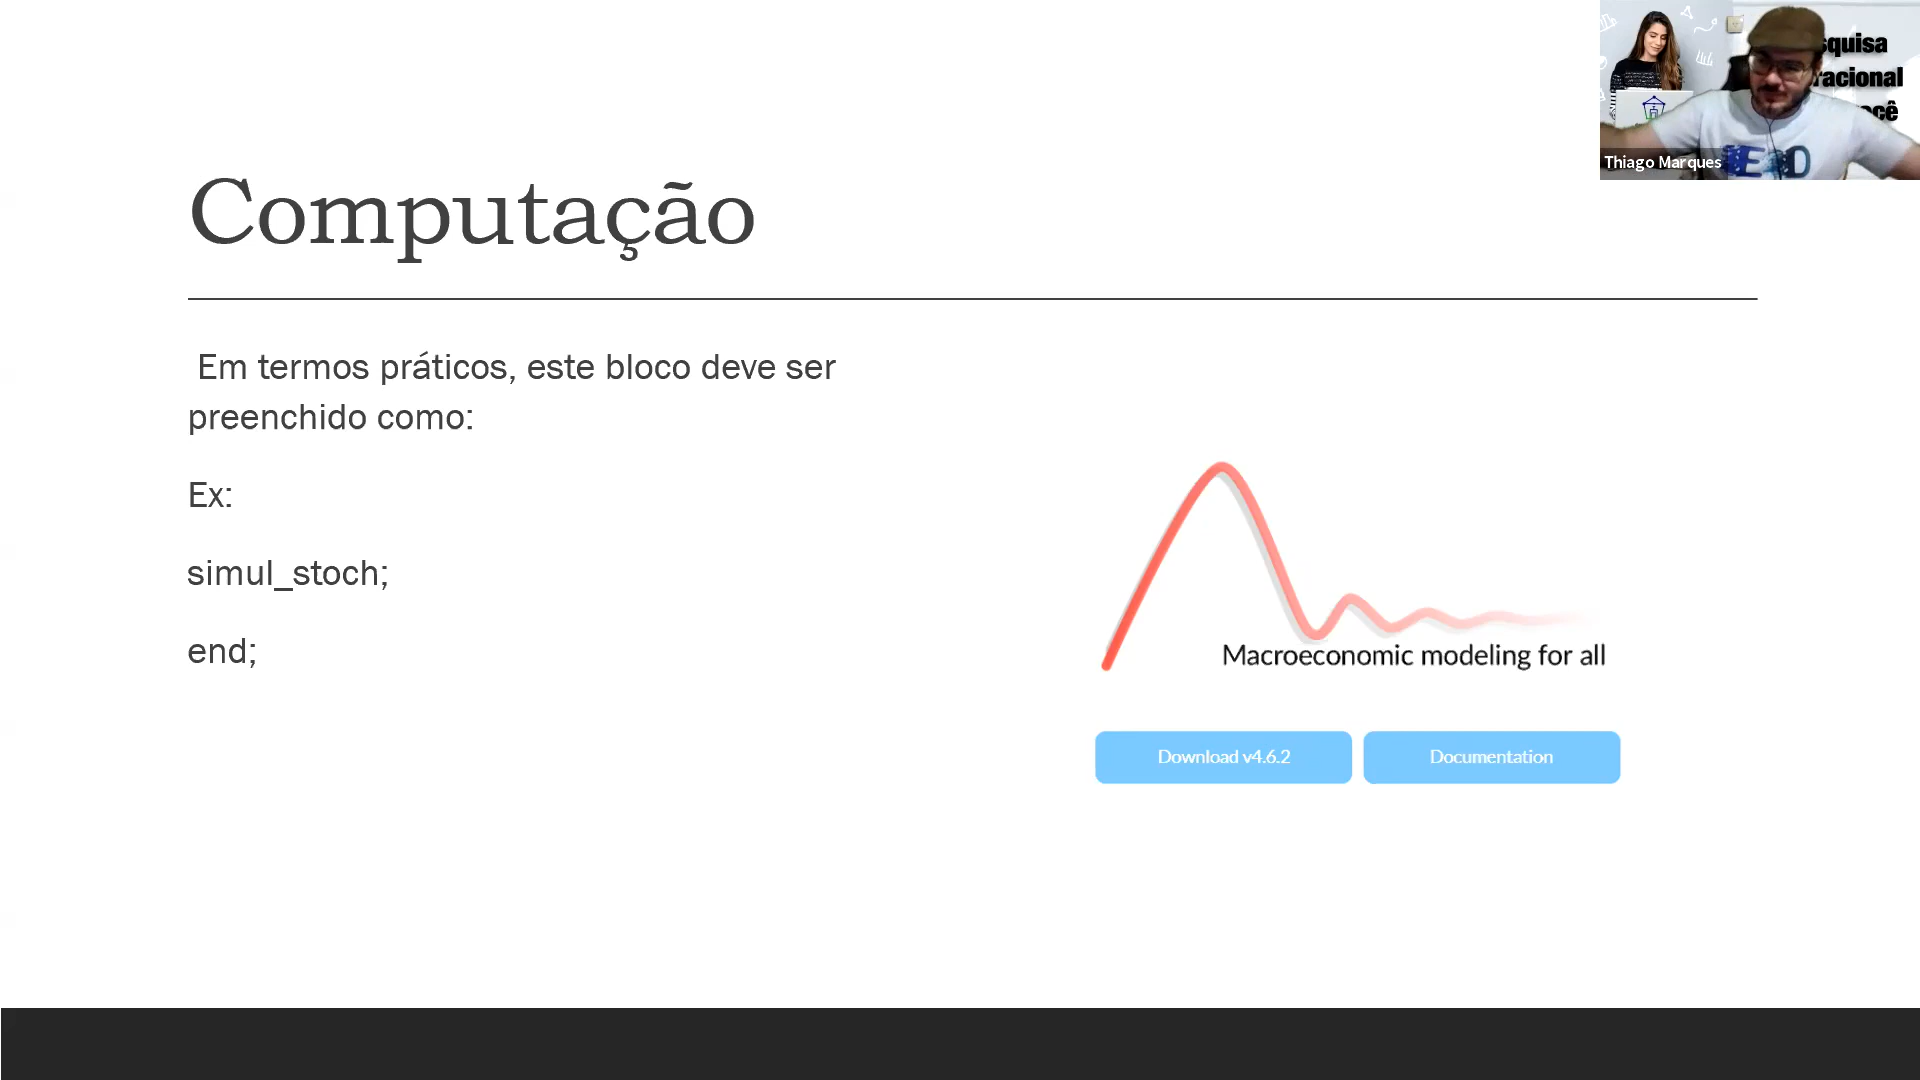 Computação
Em termos práticos, este bloco deve ser
preenchido como:
Ex:
simul_stoch;
end;
Macroeconomic modeling for all
Download v4.6.2
Documentation
squisa
racional
ocê
Thiago Marques